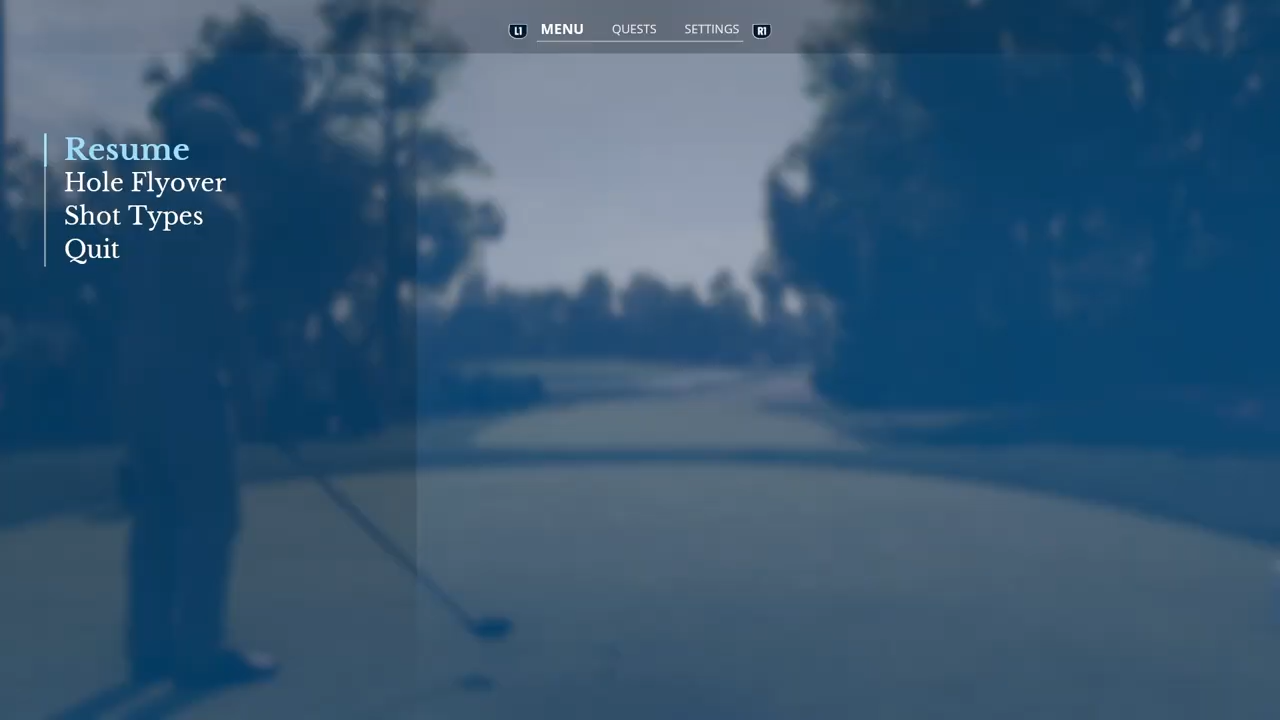 L1 MENU QUESTS SETTINGS R1
Resume
Hole Flyover
Shot Types
Quit